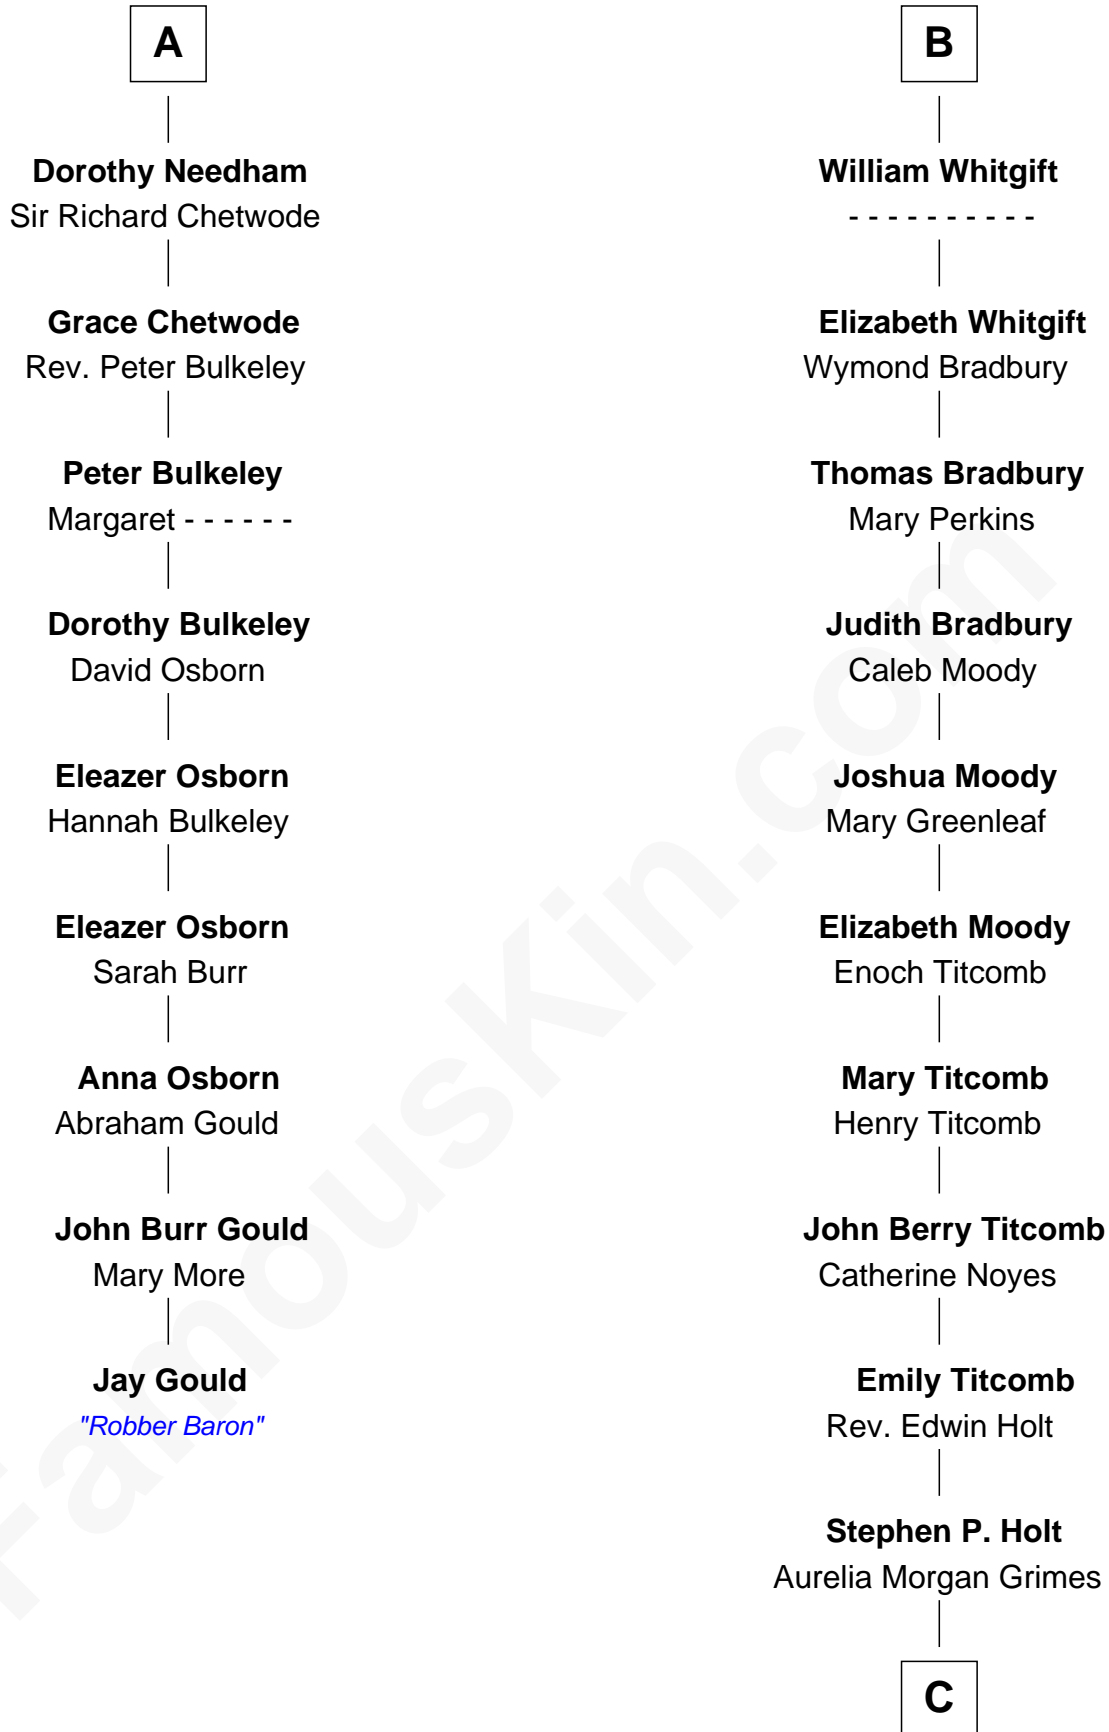 A
Dorothy Needham
Sir Richard Chetwode
Grace Chetwode
Rev. Peter Bulkeley
Peter Bulkeley
Margaret - - - - - -
Dorothy Bulkeley
David Osborn
Eleazer Osborn
Hannah Bulkeley
Eleazer Osborn
Sarah Burr
Anna Osborn
Abraham Gould
John Burr Gould
Mary More
Jay Gould
"Robber Baron"
B
William Whitgift
- - - - - - - - - -
Elizabeth Whitgift
Wymond Bradbury
Thomas Bradbury
Mary Perkins
Judith Bradbury
Caleb Moody
Joshua Moody
Mary Greenleaf
Elizabeth Moody
Enoch Titcomb
Mary Titcomb
Henry Titcomb
John Berry Titcomb
Catherine Noyes
Emily Titcomb
Rev. Edwin Holt
Stephen P. Holt
Aurelia Morgan Grimes
C
FamousKin.com